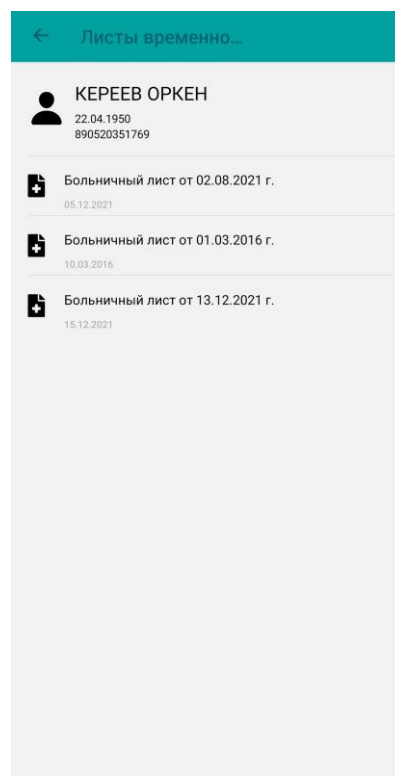 Листы временно...
КЕРЕЕВ ОРКЕН
22.04.1950
890520351769
Больничный лист от 02.08.2021 г.
05.12.2021
Больничный лист от 01.03.2016 г.
10.03.2016
Больничный лист от 13.12.2021 г.
15.12.2021